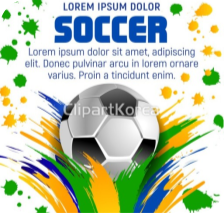 LOREM IPSUM DOLOR
SOCCER
Lorem ipsum dolor sit amet, adipiscing
elit. Donec pulvinar arcu in lorem ornare
varius. Proin a tincidunt enim.
ClipartKorea